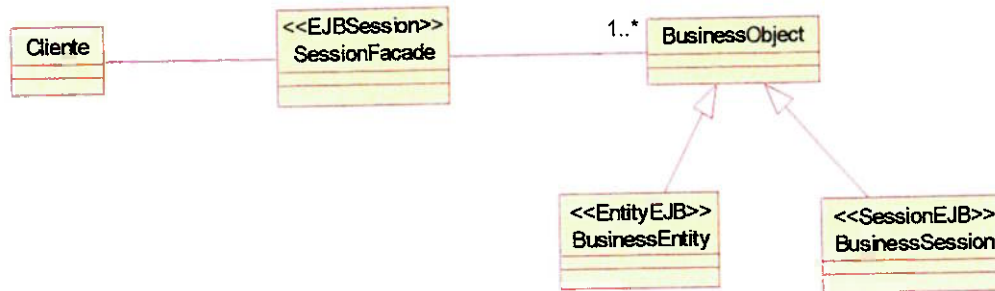 Cliente
<<EJBSession>>
SessionFacade
1..*
BusinessObject
<<EntityEJB>>
BusinessEntity
<<SessionEJB>>
BusinessSession